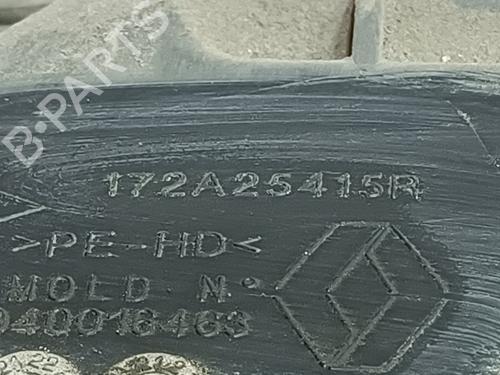 B-PARTS
172A25415R
>PE-HD<
MOLD N°
940016463